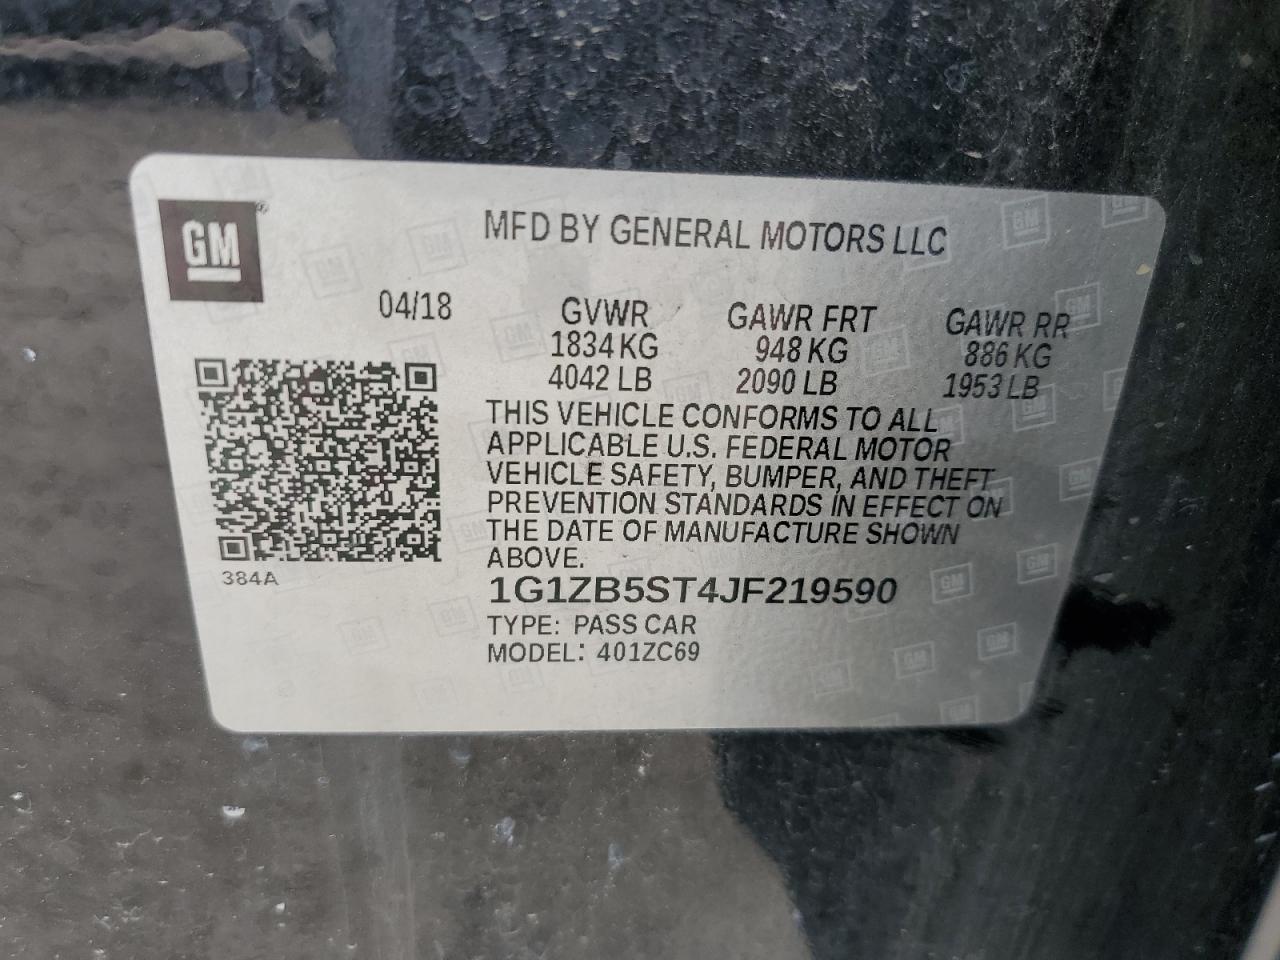 GM®
MFD BY GENERAL MOTORS LLC
04/18
GVWR GAWR FRT GAWR RR
1834 KG 948 KG 886 KG
4042 LB 2090 LB 1953 LB
THIS VEHICLE CONFORMS TO ALL
APPLICABLE U.S. FEDERAL MOTOR
VEHICLE SAFETY, BUMPER, AND THEFT
PREVENTION STANDARDS IN EFFECT ON
THE DATE OF MANUFACTURE SHOWN
ABOVE.
384A
1G1ZB5ST4JF219590
TYPE: PASS CAR
MODEL: 401ZC69